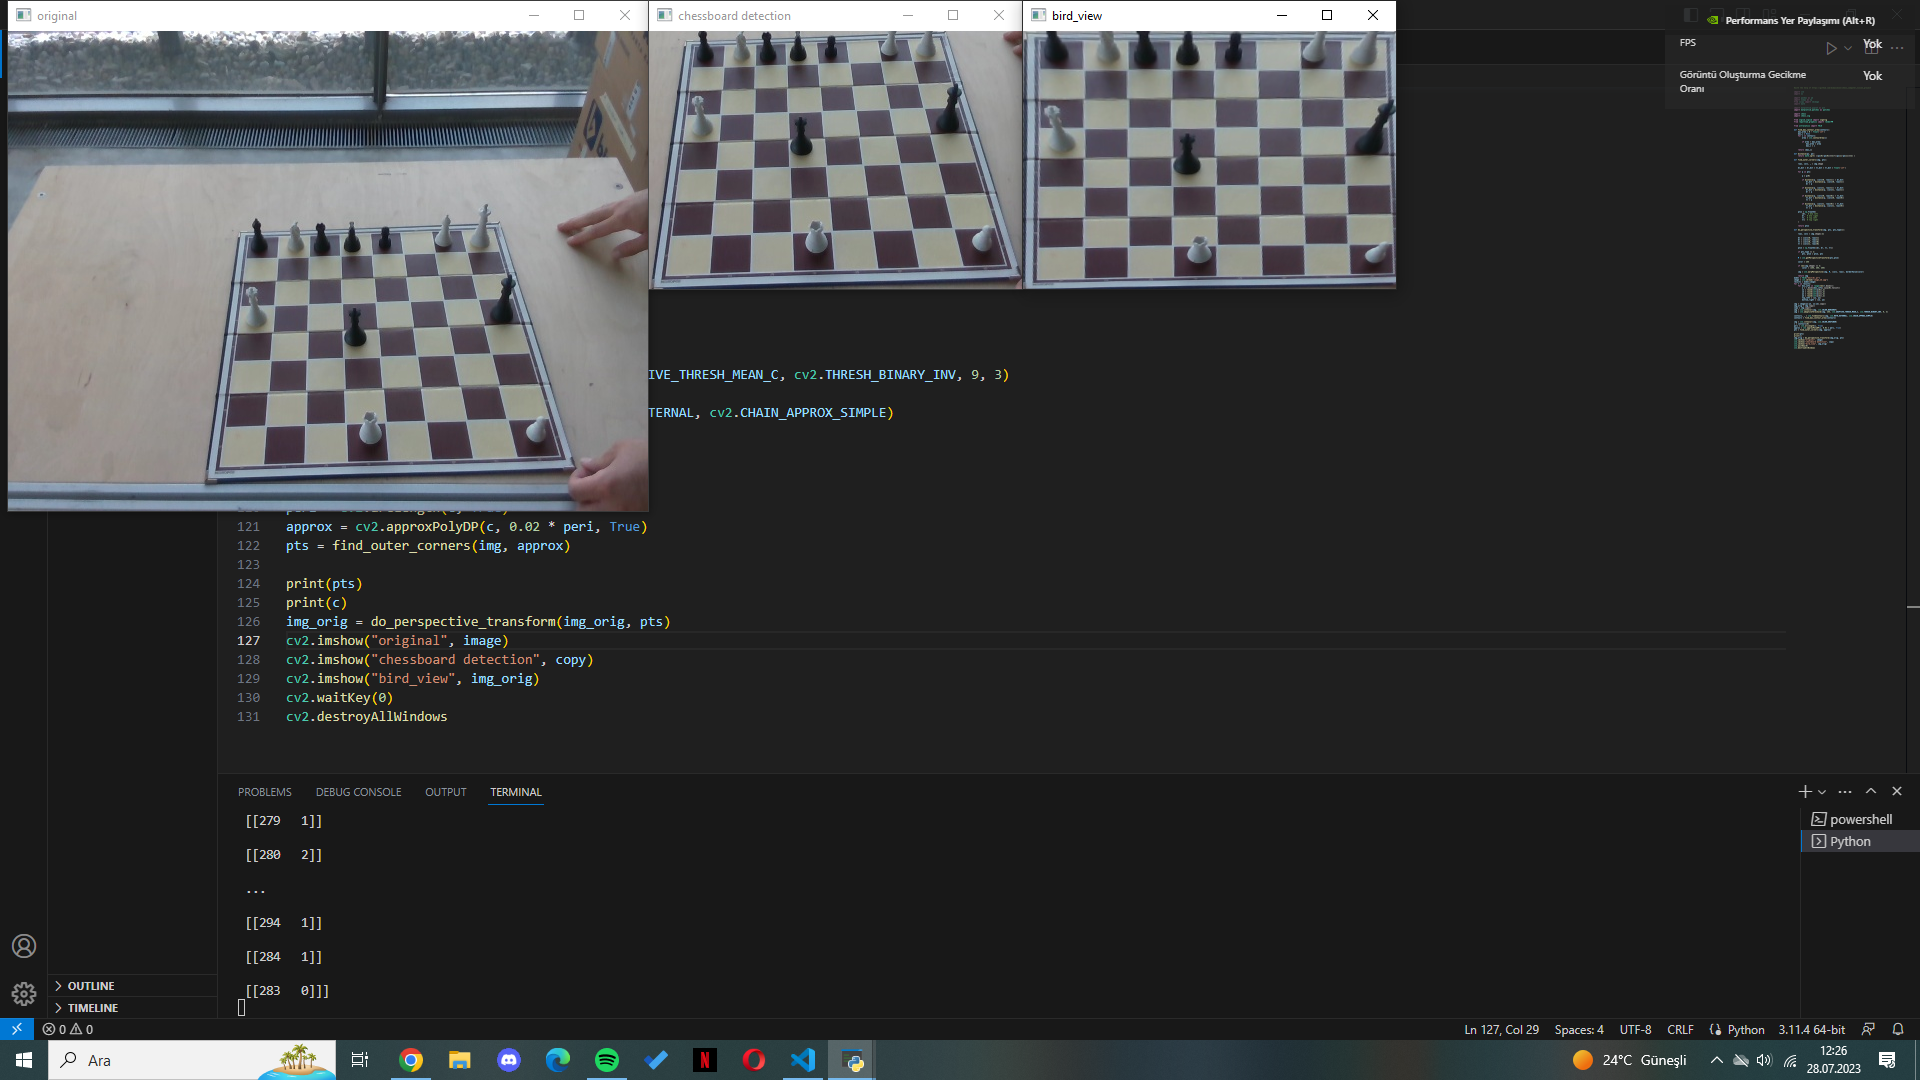 original
chessboard detection
bird_view
Performans Yer Paylaşımı (Alt+R)
FPS
Yok
Görüntü Oluşturma Gecikme
Oranı
Yok
IVE_THRESH_MEAN_C, cv2.THRESH_BINARY_INV, 9, 3)
TERNAL, cv2.CHAIN_APPROX_SIMPLE)
121 approx = cv2.approxPolyDP(c, 0.02 * peri, True)
122 pts = find_outer_corners(img, approx)
123
124 print(pts)
125 print(c)
126 img_orig = do_perspective_transform(img_orig, pts)
127 cv2.imshow("original", image)
128 cv2.imshow("chessboard detection", copy)
129 cv2.imshow("bird_view", img_orig)
130 cv2.waitKey(0)
131 cv2.destroyAllWindows
PROBLEMS DEBUG CONSOLE OUTPUT TERMINAL
[[279 1]]
[[280 2]]
...
[[294 1]]
[[284 1]]
[[283 0]]]
powershell
Python
OUTLINE
TIMELINE
0 0
Ln 127, Col 29 Spaces: 4 UTF-8 CRLF Python 3.11.4 64-bit
Ara
24°C Güneşli
12:26
28.07.2023